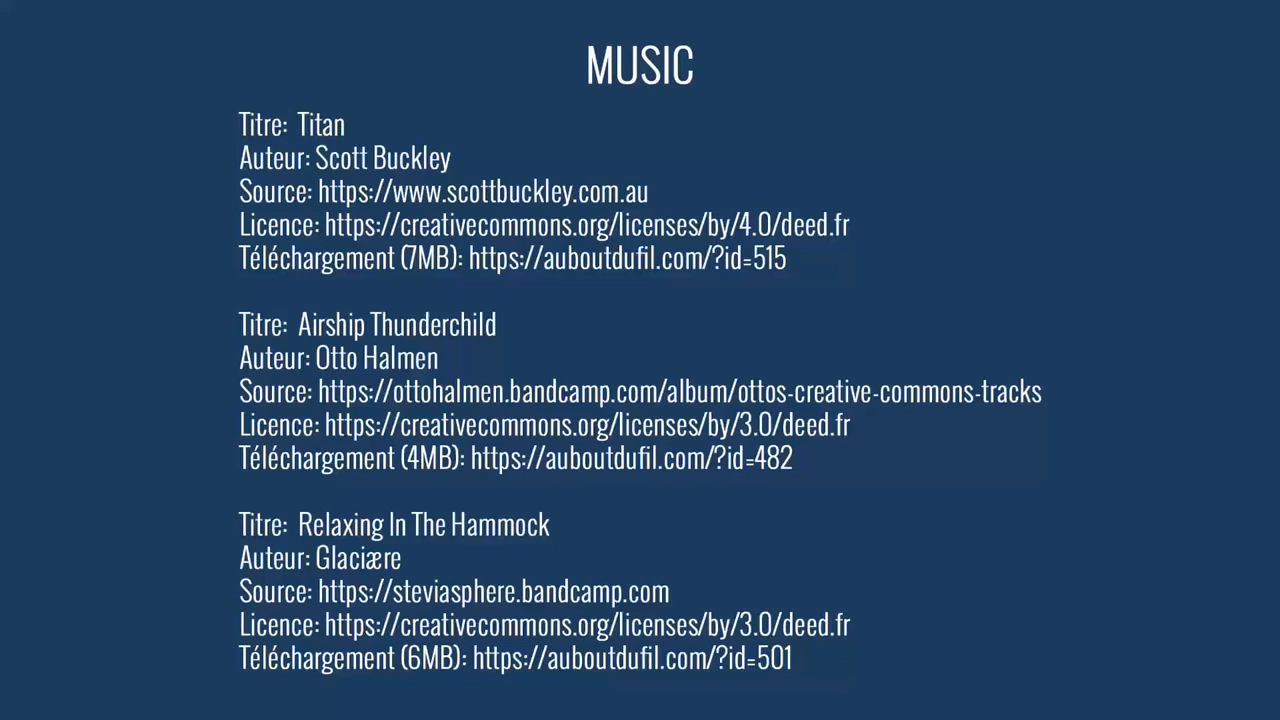 MUSIC
Titre:  Titan
Auteur: Scott Buckley
Source: https://www.scottbuckley.com.au
Licence: https://creativecommons.org/licenses/by/4.0/deed.fr
Téléchargement (7MB): https://auboutdufil.com/?id=515
Titre:  Airship Thunderchild
Auteur: Otto Halmen
Source: https://ottohalmen.bandcamp.com/album/ottos-creative-commons-tracks
Licence: https://creativecommons.org/licenses/by/3.0/deed.fr
Téléchargement (4MB): https://auboutdufil.com/?id=482
Titre:  Relaxing In The Hammock
Auteur: Glaciære
Source: https://steviasphere.bandcamp.com
Licence: https://creativecommons.org/licenses/by/3.0/deed.fr
Téléchargement (6MB): https://auboutdufil.com/?id=501